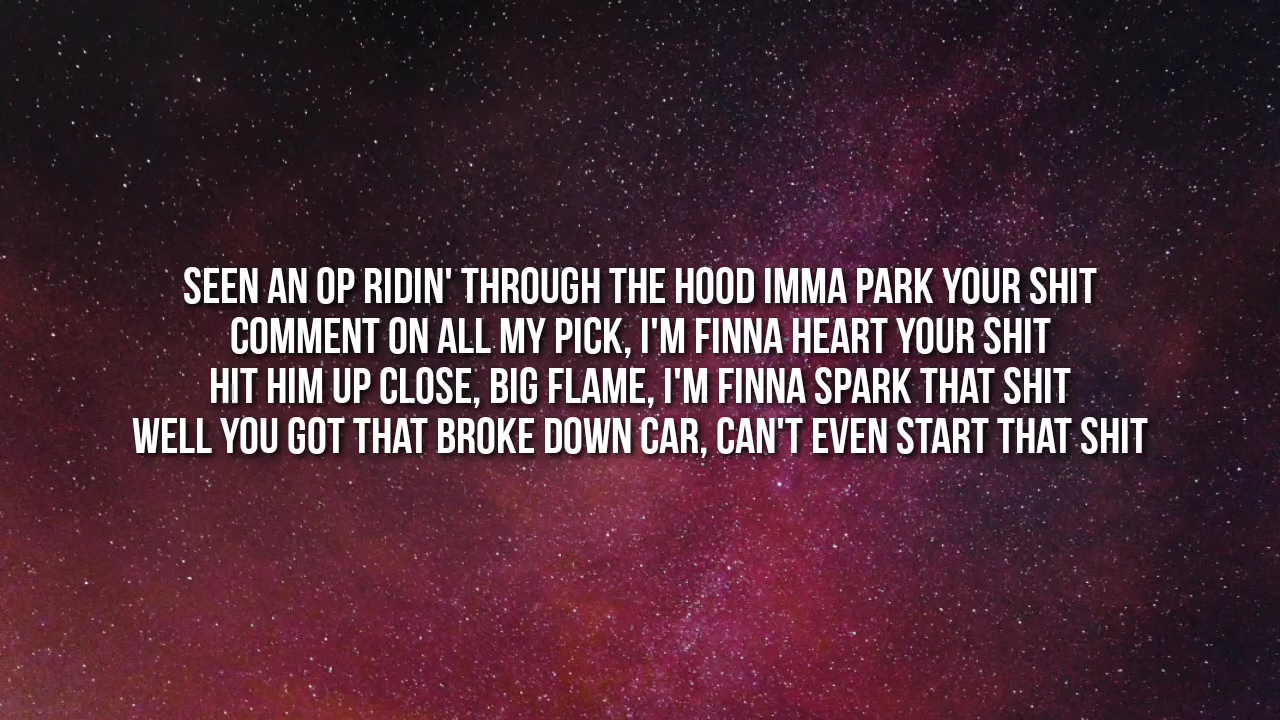 SEEN AN OP RIDIN' THROUGH THE HOOD IMMA PARK YOUR SHIT
COMMENT ON ALL MY PICK, I'M FINNA HEART YOUR SHIT
HIT HIM UP CLOSE, BIG FLAME, I'M FINNA SPARK THAT SHIT
WELL YOU GOT THAT BROKE DOWN CAR, CAN'T EVEN START THAT SHIT